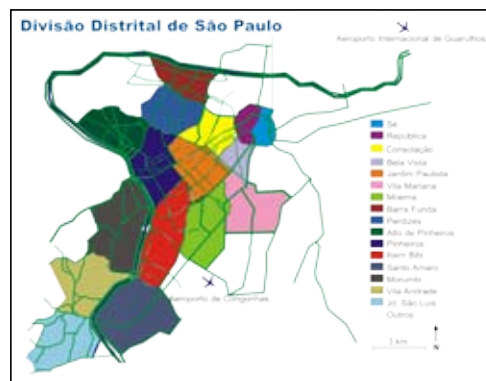 Divisão Distrital de São Paulo
Aeroporto Internacional de Guarulhos
Sé
República
Consolação
Bela Vista
Jardim Paulista
Vila Mariana
Moema
Barra Funda
Perdizes
Alto de Pinheiros
Pinheiros
Itaim Bibi
Santo Amaro
Morumbi
Vila Andrade
Jd. São Luis
Outros
Aeroporto de Congonhas
3 km
N